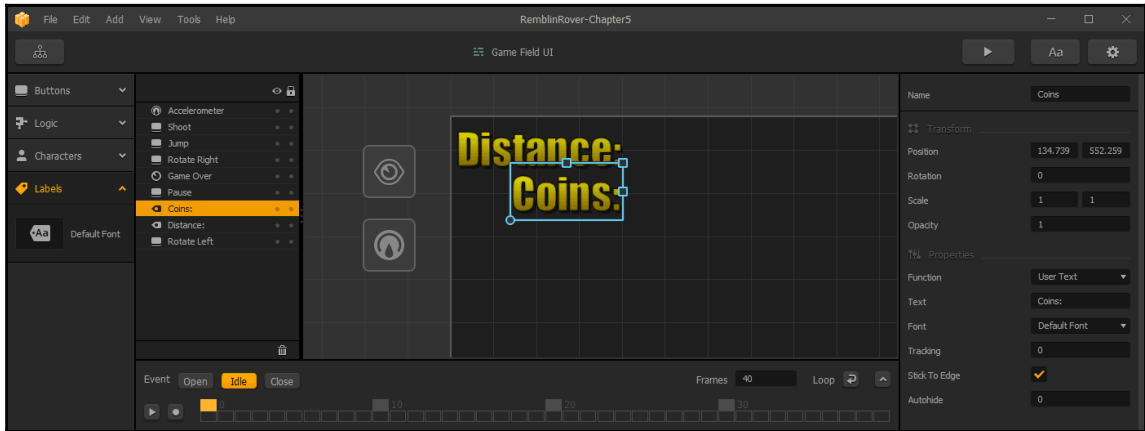 File Edit Add View Tools Help
RemblinRover-Chapter5
Game Field UI
Aa
Buttons
Logic
Characters
Labels
Aa Default Font
Accelerometer
Shoot
Jump
Rotate Right
Game Over
Pause
Coins:
Distance:
Rotate Left
Distance:
Coins:
Name Coins
Transform
Position 134.739 552.259
Rotation 0
Scale 1 1
Opacity 1
Properties
Function User Text
Text Coins:
Font Default Font
Tracking 0
Stick To Edge
Autohide 0
Event Open Idle Close Frames 40 Loop
0 10 20 30